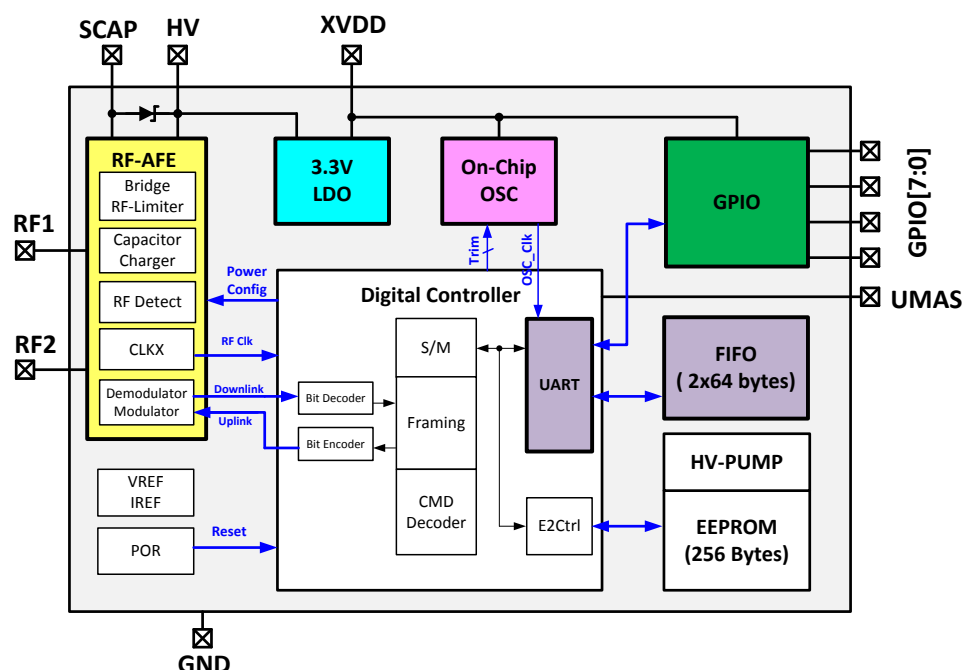 SCAP
HV
XVDD
RF-AFE
Bridge
RF-Limiter
Capacitor
Charger
RF Detect
CLKX
Demodulator
Modulator
RF1
RF2
3.3V
LDO
On-Chip
OSC
GPIO
GPIO[7:0]
Trim
OSC_Clk
Power
Config
RF Clk
Downlink
Uplink
Digital Controller
S/M
Framing
CMD
Decoder
Bit Decoder
Bit Encoder
UART
E2Ctrl
UMAS
FIFO
( 2x64 bytes)
HV-PUMP
EEPROM
(256 Bytes)
VREF
IREF
POR
Reset
GND